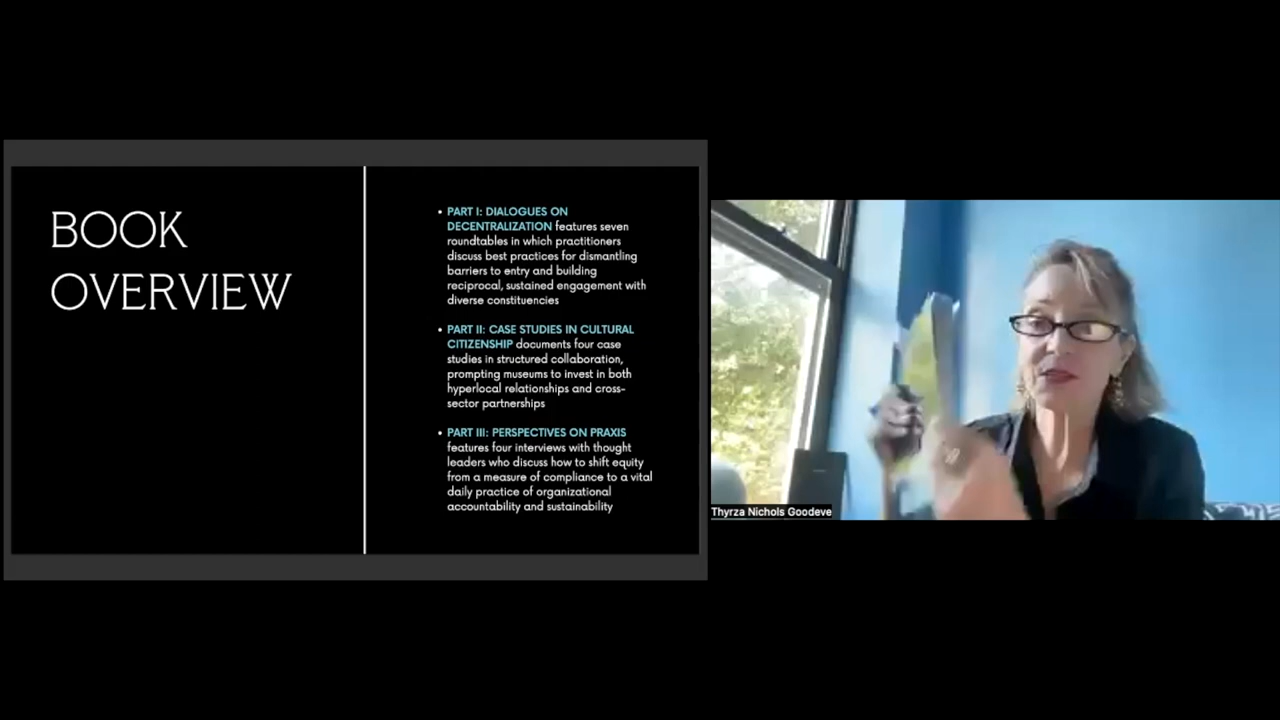 BOOK
OVERVIEW
• PART I: DIALOGUES ON
DECENTRALIZATION features seven
roundtables in which practitioners
discuss best practices for dismantling
barriers to entry and building
reciprocal, sustained engagement with
diverse constituencies
• PART II: CASE STUDIES IN CULTURAL
CITIZENSHIP documents four case
studies in structured collaboration,
prompting museums to invest in both
hyperlocal relationships and cross-
sector partnerships
• PART III: PERSPECTIVES ON PRAXIS
features four interviews with thought
leaders who discuss how to shift equity
from a measure of compliance to a vital
daily practice of organizational
accountability and sustainability
Thyrza Nichols Goodeve